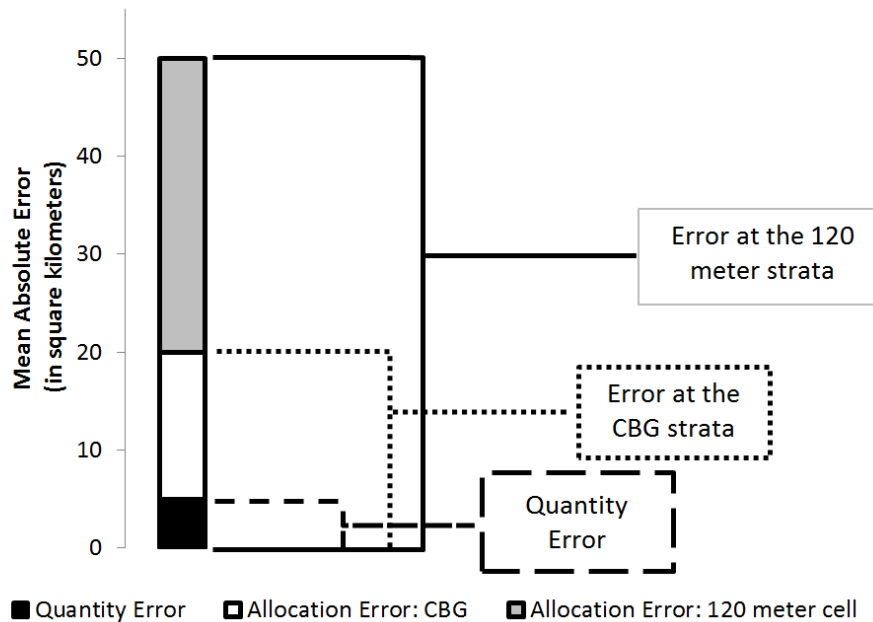 Mean Absolute Error
(in square kilometers)
50
40
30
20
10
0
Error at the 120
meter strata
Error at the
CBG strata
Quantity
Error
Quantity Error
Allocation Error: CBG
Allocation Error: 120 meter cell